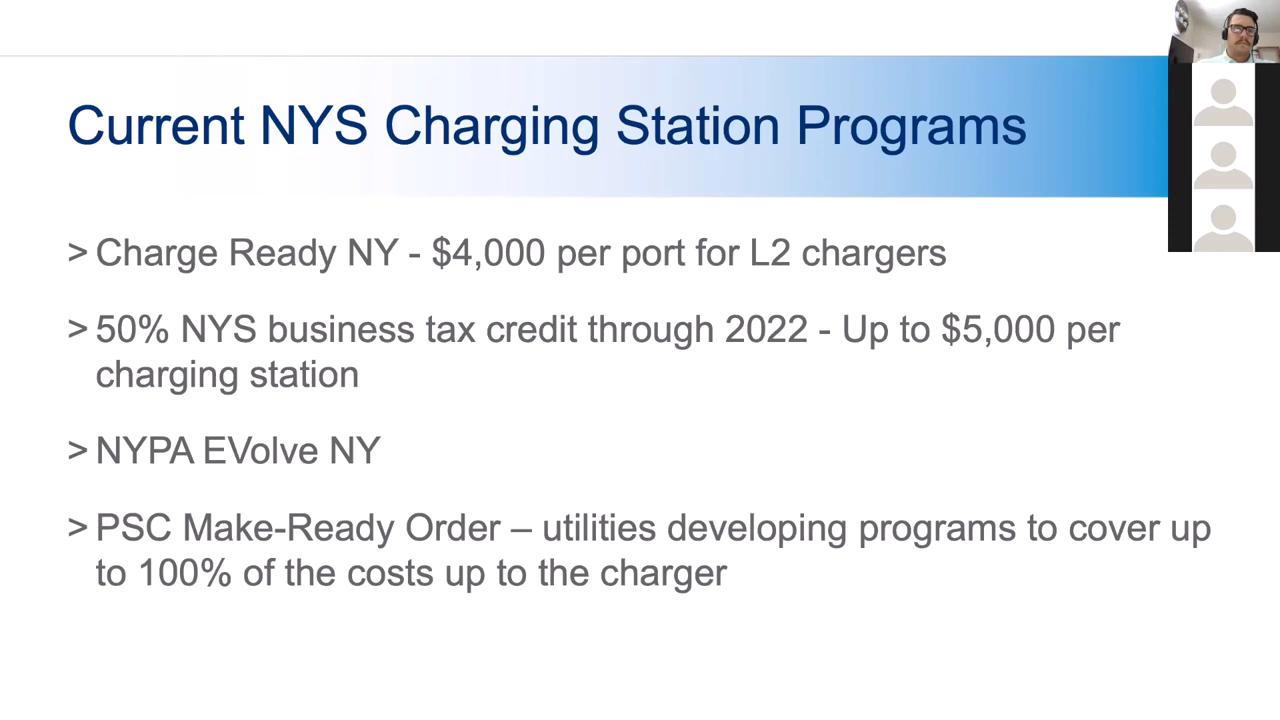 Current NYS Charging Station Programs
> Charge Ready NY - $4,000 per port for L2 chargers
> 50% NYS business tax credit through 2022 - Up to $5,000 per
charging station
> NYPA EVolve NY
> PSC Make-Ready Order – utilities developing programs to cover up
to 100% of the costs up to the charger